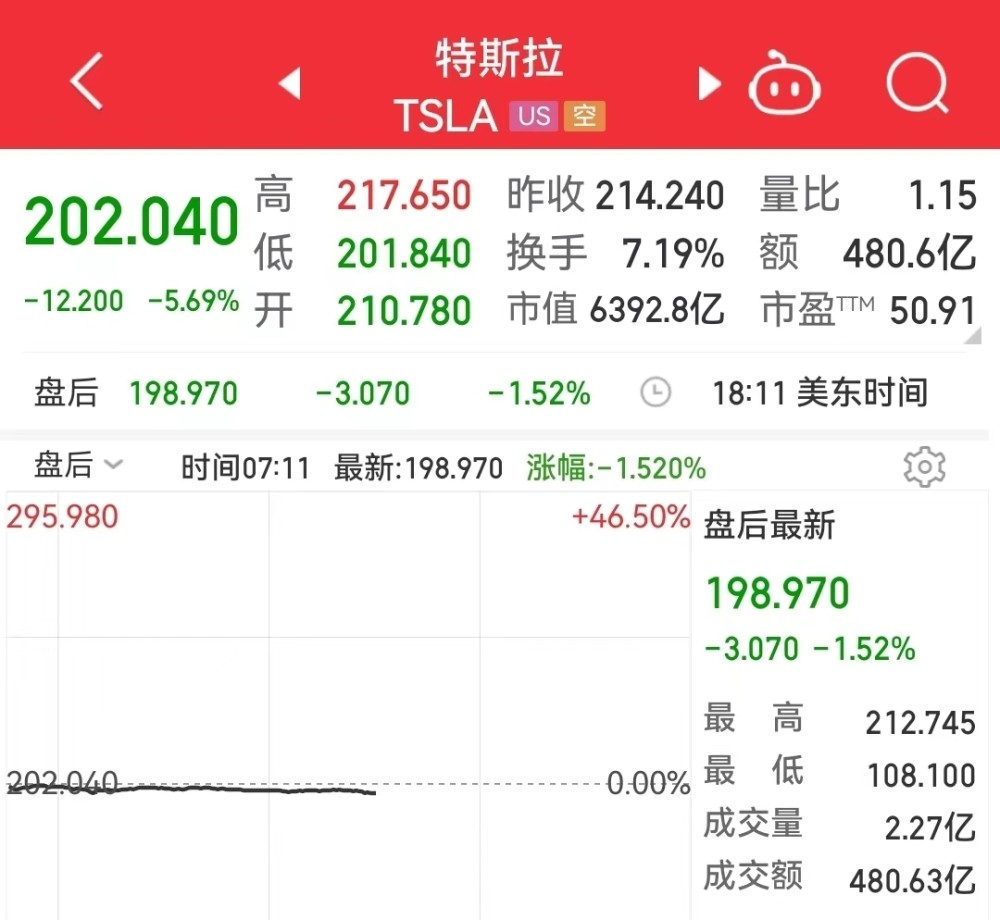 特斯拉
TSLA US 空
202.040 高 217.650 昨收 214.240 量比 1.15
低 201.840 换手 7.19% 额 480.6亿
-12.200 -5.69% 开 210.780 市值 6392.8亿 市盈TTM 50.91
盘后 198.970 -3.070 -1.52% 18:11 美东时间
盘后 时间07:11 最新:198.970 涨幅:-1.520%
295.980 +46.50%
202.040 0.00%
盘后最新
198.970
-3.070 -1.52%
最高 212.745
最低 108.100
成交量 2.27亿
成交额 480.63亿